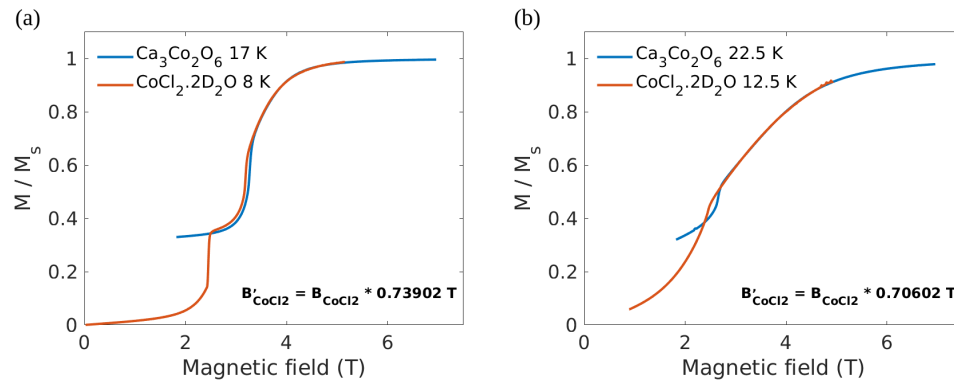 (a)
Ca3Co2O6 17 K
CoCl2.2D2O 8 K
M / Ms
1
0.8
0.6
0.4
0.2
0
B'CoCl2 = BCoCl2 * 0.73902 T
0 2 4 6
Magnetic field (T)
(b)
Ca3Co2O6 22.5 K
CoCl2.2D2O 12.5 K
M / Ms
1
0.8
0.6
0.4
0.2
0
B'CoCl2 = BCoCl2 * 0.70602 T
0 2 4 6
Magnetic field (T)